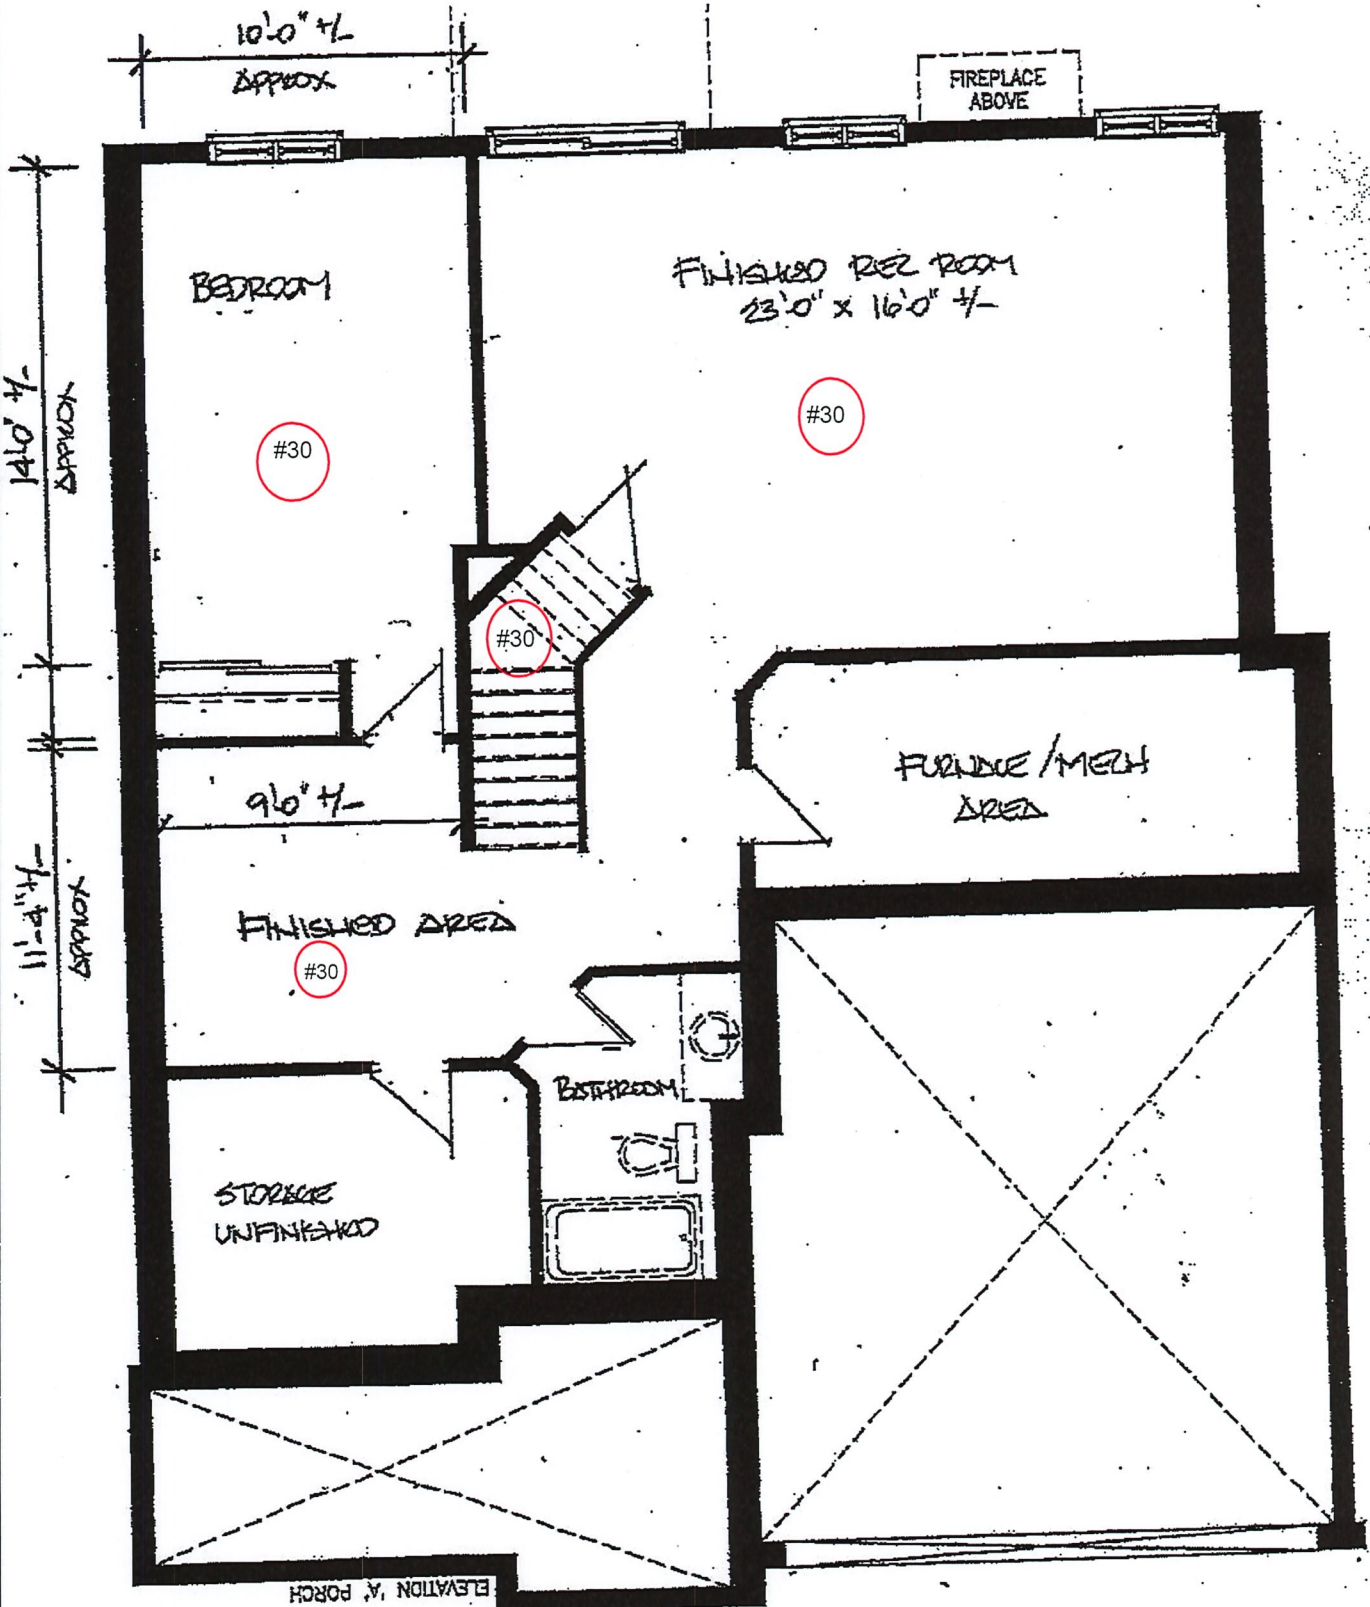 10'-0" +/-
APPROX
FIREPLACE
ABOVE
BEDROOM
FINISHED REC ROOM
23'-0" x 16'-0" +/-
14'-0" +/-
APPROX
#30
#30
#30
FURNACE/MECH
AREA
9'-0" +/-
11'-4" +/-
APPROX
FINISHED AREA
#30
BATHROOM
STORAGE
UNFINISHED
ELEVATION 'A' PORCH